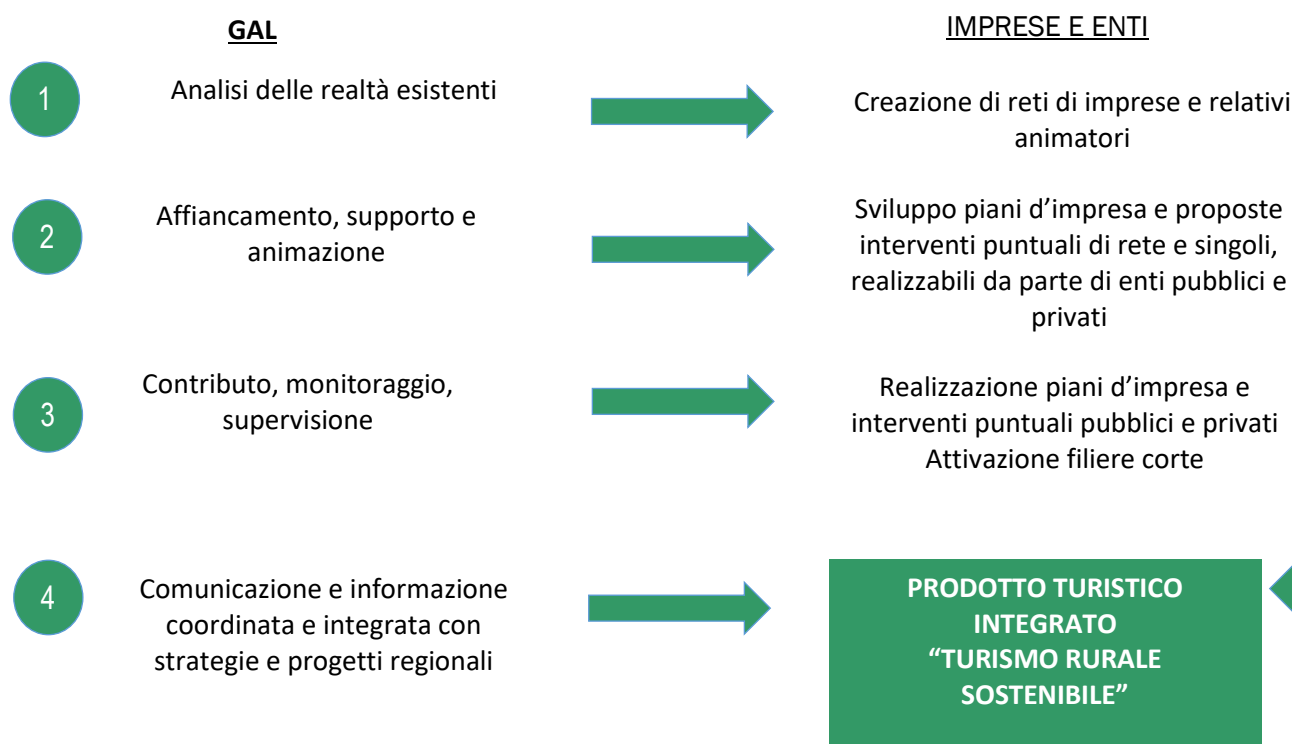 GAL
IMPRESE E ENTI
1
Analisi delle realtà esistenti
Creazione di reti di imprese e relativi
animatori
2
Affiancamento, supporto e
animazione
Sviluppo piani d’impresa e proposte
interventi puntuali di rete e singoli,
realizzabili da parte di enti pubblici e
privati
3
Contributo, monitoraggio,
supervisione
Realizzazione piani d’impresa e
interventi puntuali pubblici e privati
Attivazione filiere corte
4
Comunicazione e informazione
coordinata e integrata con
strategie e progetti regionali
PRODOTTO TURISTICO
INTEGRATO
“TURISMO RURALE
SOSTENIBILE”